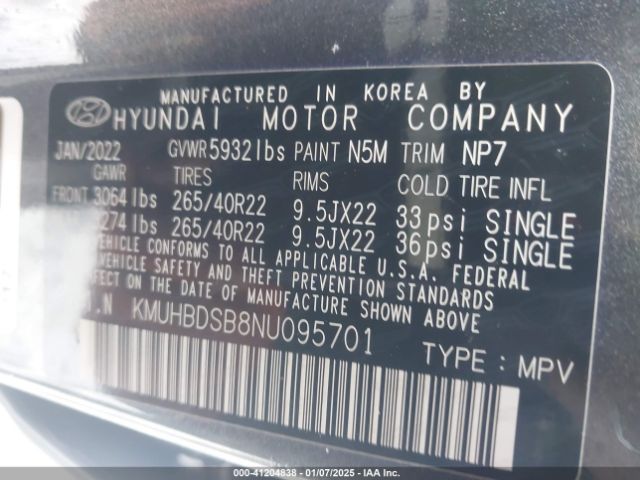 MANUFACTURED IN KOREA BY
HYUNDAI MOTOR COMPANY
JAN/2022 GVWR 5932 lbs PAINT N5M TRIM NP7
GAWR TIRES RIMS COLD TIRE INFL
FRONT 3064 lbs 265/40R22 9.5JX22 33psi SINGLE
274 lbs 265/40R22 9.5JX22 36psi SINGLE
VEHICLE CONFORMS TO ALL APPLICABLE U.S.A. FEDERAL
VEHICLE SAFETY AND THEFT PREVENTION STANDARDS
EFFECT ON THE DATE OF MANUFACTURE SHOWN ABOVE
.N KMUHBDSB8NU095701
TYPE : MPV
000-41204838 - 01/07/2025 - IAA Inc.